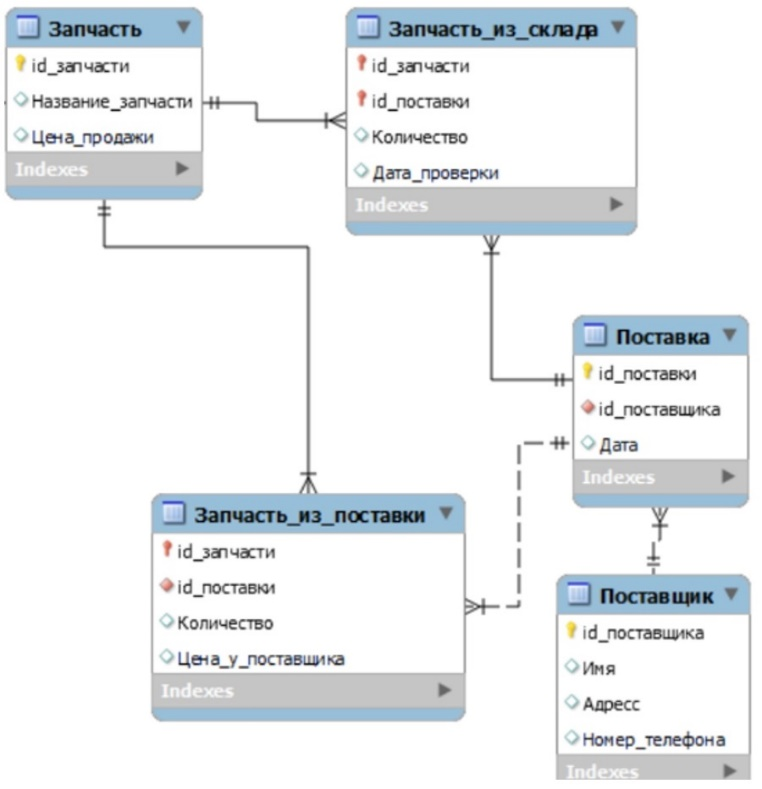 Запчасть
id_запчасти
Название_запчасти
Цена_продажи
Indexes
Запчасть_из_склада
id_запчасти
id_поставки
Количество
Дата_проверки
Indexes
Поставка
id_поставки
id_поставщика
Дата
Indexes
Запчасть_из_поставки
id_запчасти
id_поставки
Количество
Цена_у_поставщика
Indexes
Поставщик
id_поставщика
Имя
Адресс
Номер_телефона
Indexes